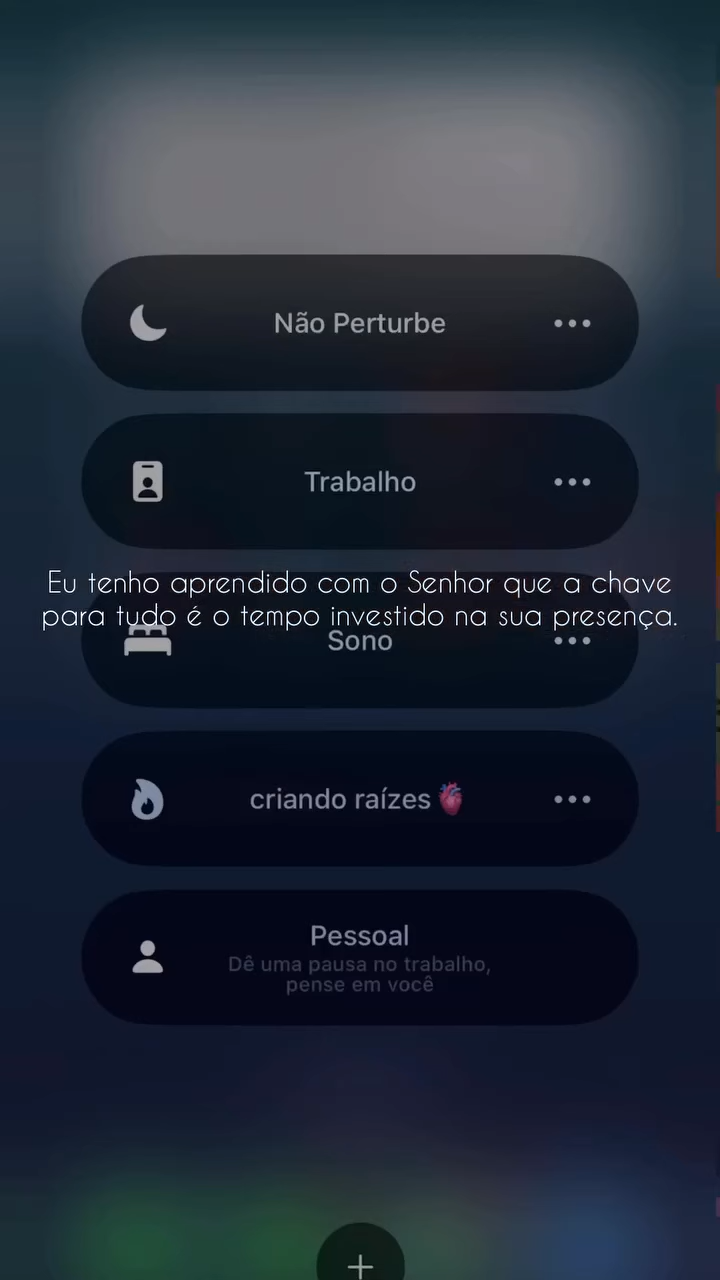 Não Perturbe
Trabalho
Eu tenho aprendido com o Senhor que a chave
para tudo é o tempo investido na sua presença.
Sono
criando raízes 🫀
Pessoal
Dê uma pausa no trabalho,
pense em você